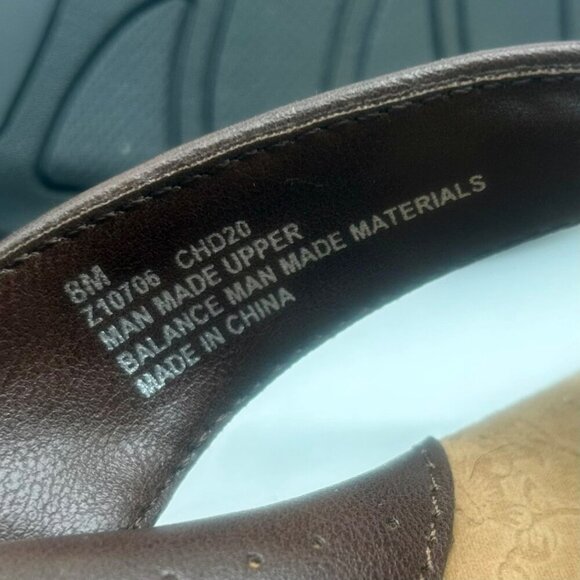 8M
Z10706 CHD20
MAN MADE UPPER
BALANCE MAN MADE MATERIALS
MADE IN CHINA